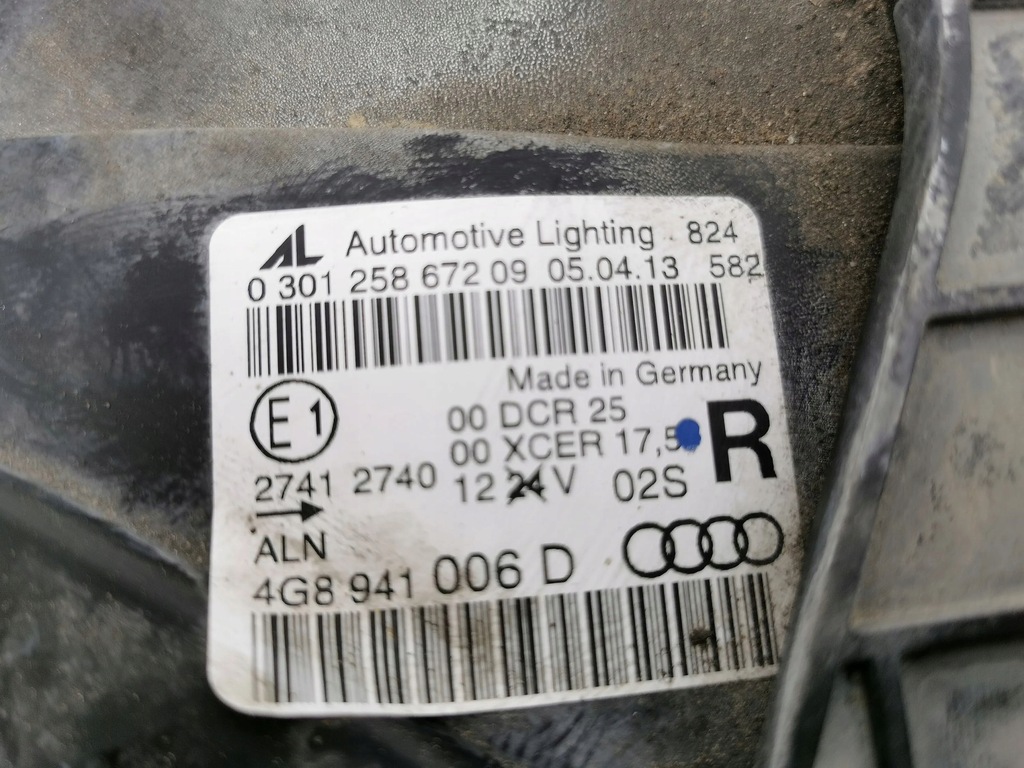 AL Automotive Lighting 824
0 301 258 672 09 05.04.13 582
Made in Germany
E1
00 DCR 25
00 XCER 17,5
R
2741 2740
12 24 V 02S
ALN
4G8 941 006 D